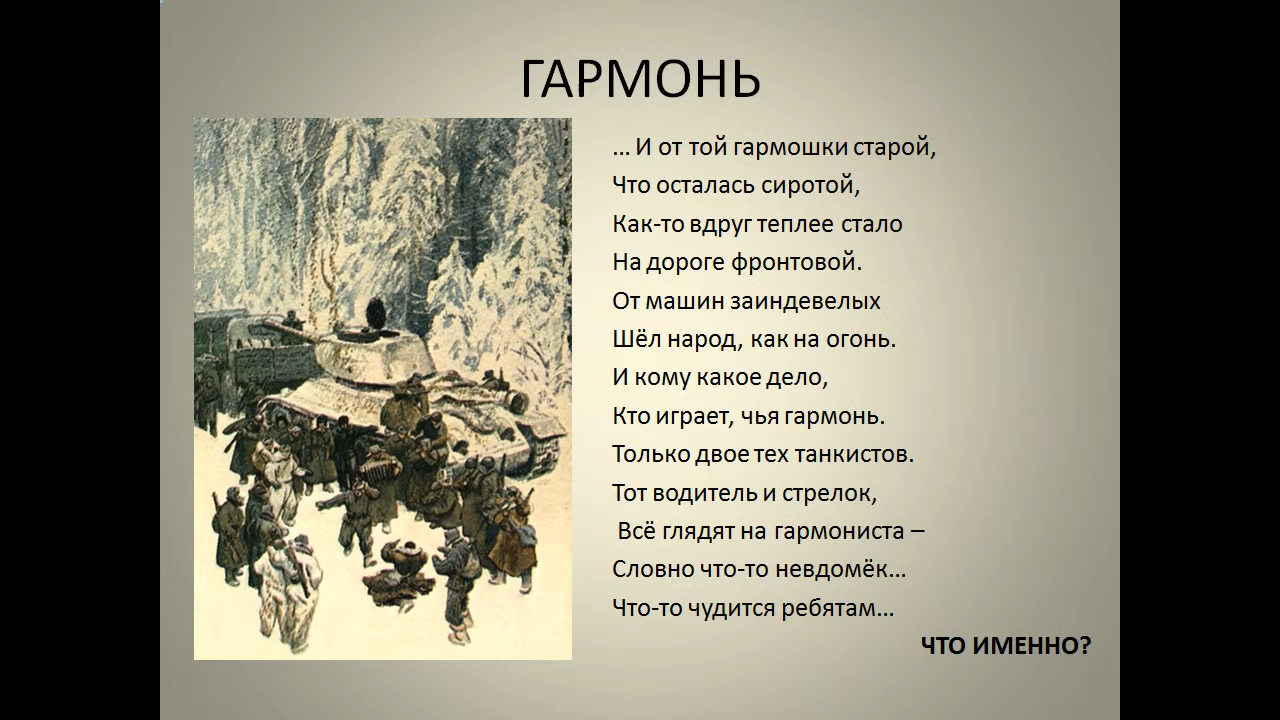 ГАРМОНЬ
... И от той гармошки старой,
Что осталась сиротой,
Как-то вдруг теплее стало
На дороге фронтовой.
От машин заиндевелых
Шёл народ, как на огонь.
И кому какое дело,
Кто играет, чья гармонь.
Только двое тех танкистов.
Тот водитель и стрелок,
Всё глядят на гармониста –
Словно что-то невдомёк...
Что-то чудится ребятам...
ЧТО ИМЕННО?